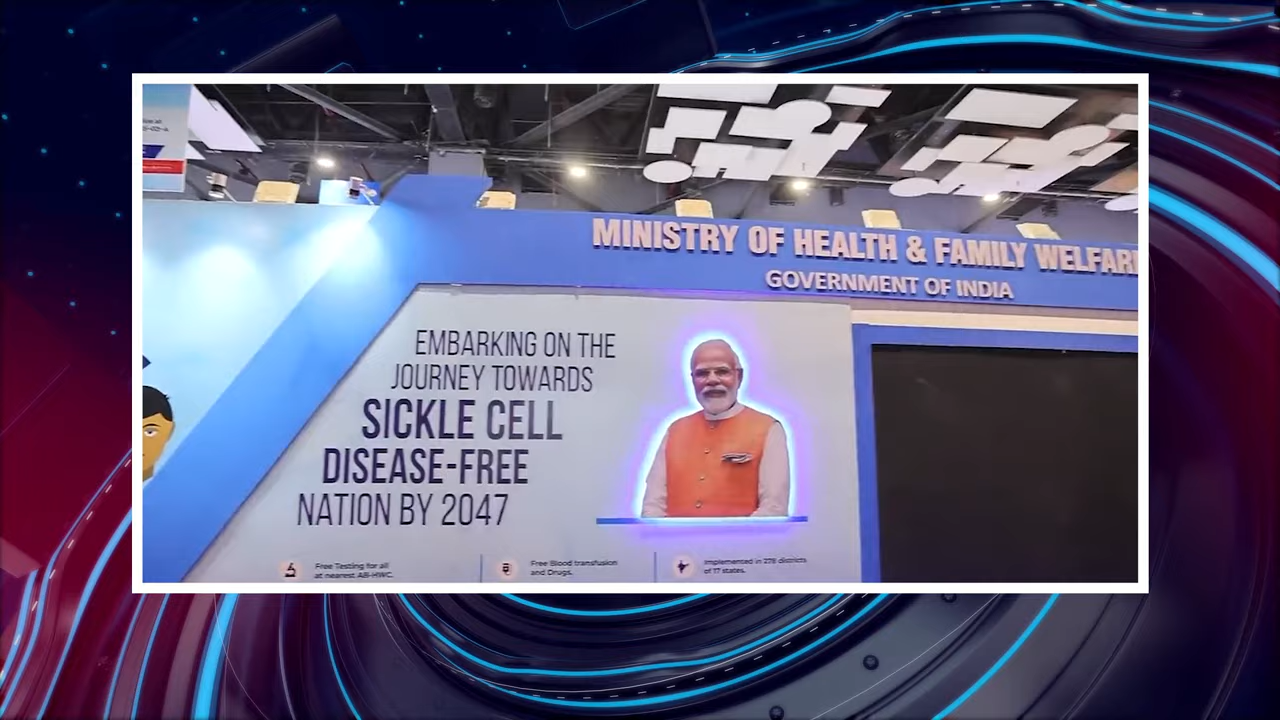 MINISTRY OF HEALTH & FAMILY WELFARE
GOVERNMENT OF INDIA
EMBARKING ON THE
JOURNEY TOWARDS
SICKLE CELL
DISEASE-FREE
NATION BY 2047
Free Testing for all
at nearest AB-HWC.
Free Blood transfusion
and Drugs.
Implemented in 278 districts
of 17 states.